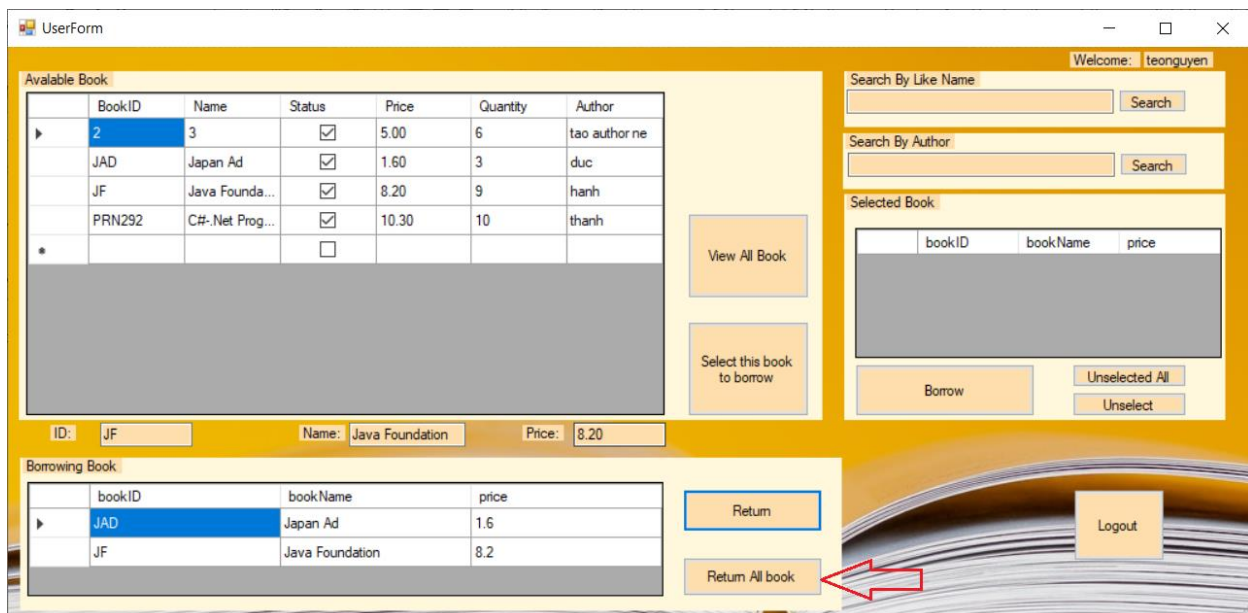 UserForm
Welcome: teonguyen
Avalable Book
BookID Name Status Price Quantity Author
2 3 5.00 6 tao author ne
JAD Japan Ad 1.60 3 duc
JF Java Founda... 8.20 9 hanh
PRN292 C#-.Net Prog... 10.30 10 thanh
View All Book
Select this book
to borrow
Search By Like Name
Search
Search By Author
Search
Selected Book
bookID bookName price
Borrow
Unselected All
Unselect
ID: JF Name: Java Foundation Price: 8.20
Borrowing Book
bookID bookName price
JAD Japan Ad 1.6
JF Java Foundation 8.2
Return
Return All book
Logout